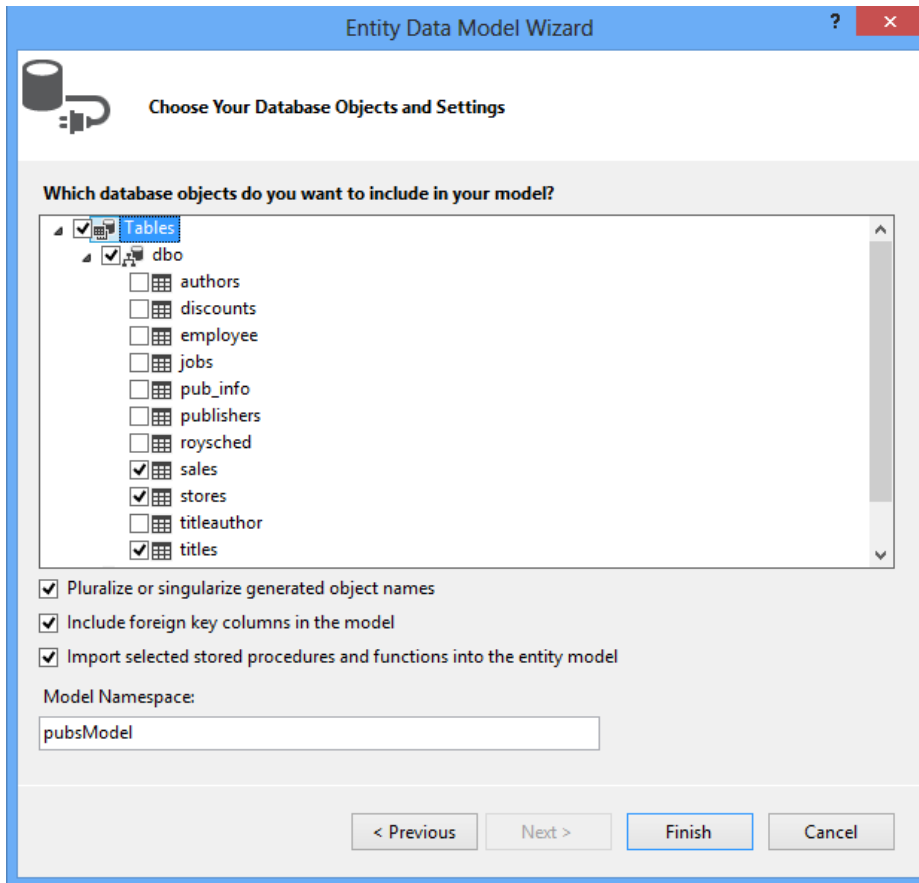 Entity Data Model Wizard
?
Choose Your Database Objects and Settings
Which database objects do you want to include in your model?
Tables
dbo
authors
discounts
employee
jobs
pub_info
publishers
roysched
sales
stores
titleauthor
titles
Pluralize or singularize generated object names
Include foreign key columns in the model
Import selected stored procedures and functions into the entity model
Model Namespace:
pubsModel
< Previous Next > Finish Cancel